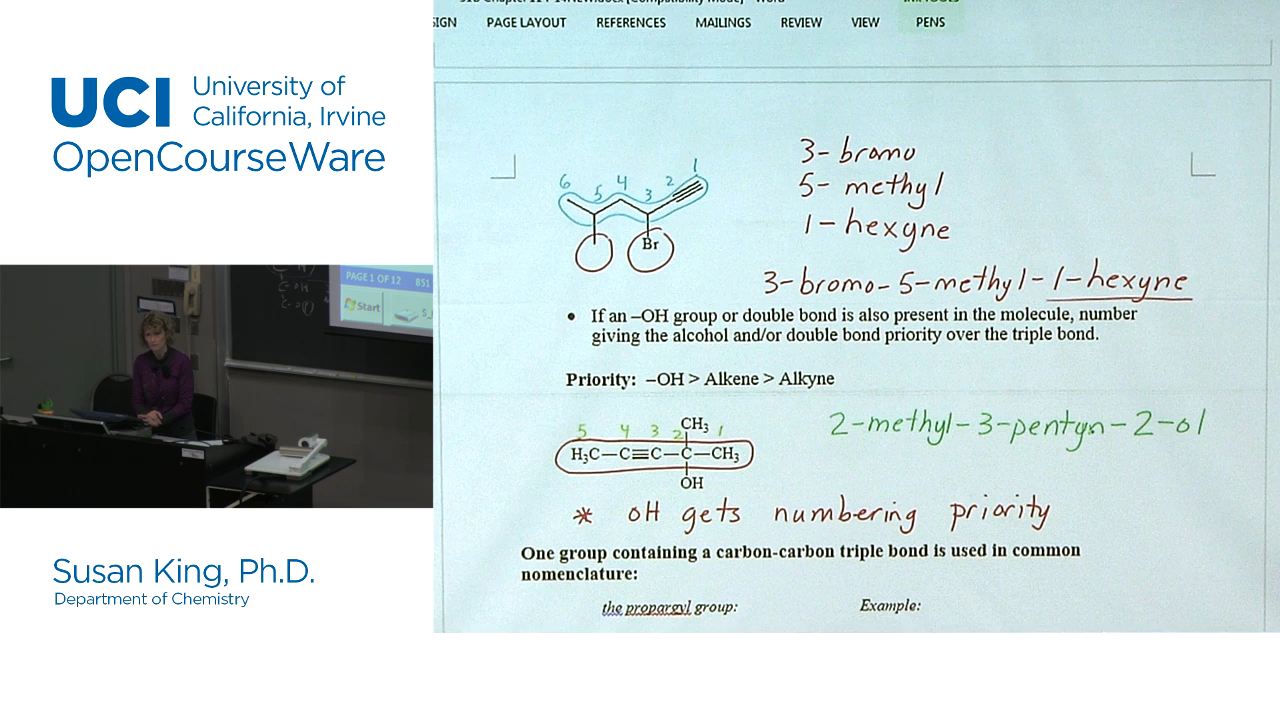 SIGN PAGE LAYOUT REFERENCES MAILINGS REVIEW VIEW PENS
UCI University of California, Irvine
OpenCourseWare
3- bromo
5- methyl
1- hexyne
6 5 4 3 2 1
Br
3-bromo-5-methyl-1-hexyne
• If an –OH group or double bond is also present in the molecule, number
giving the alcohol and/or double bond priority over the triple bond.
Priority: –OH > Alkene > Alkyne
PAGE 1 OF 12 851
Start
2-methyl-3-pentyn-2-ol
CH₃
5 4 3 2 1
H₃C—C≡C—C—CH₃
OH
* OH gets numbering priority
One group containing a carbon-carbon triple bond is used in common
nomenclature:
the propargyl group: Example:
Susan King, Ph.D.
Department of Chemistry